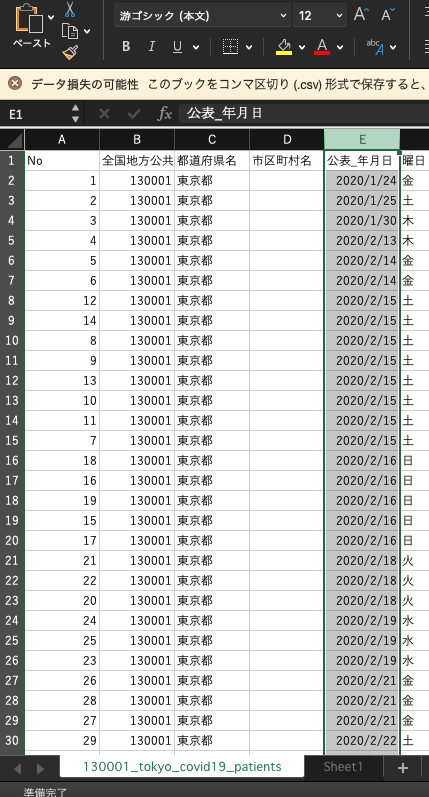 游ゴシック (本文) 12 A A
ペースト B I U A abc
データ損失の可能性 このブックをコンマ区切り (.csv) 形式で保存すると、
E1 fx 公表_年月日
A B C D E
1 No 全国地方公共 都道府県名 市区町村名 公表_年月日 曜日
2 1 130001 東京都 2020/1/24 金
3 2 130001 東京都 2020/1/25 土
4 3 130001 東京都 2020/1/30 木
5 4 130001 東京都 2020/2/13 木
6 5 130001 東京都 2020/2/14 金
7 6 130001 東京都 2020/2/14 金
8 12 130001 東京都 2020/2/15 土
9 14 130001 東京都 2020/2/15 土
10 8 130001 東京都 2020/2/15 土
11 9 130001 東京都 2020/2/15 土
12 13 130001 東京都 2020/2/15 土
13 10 130001 東京都 2020/2/15 土
14 11 130001 東京都 2020/2/15 土
15 7 130001 東京都 2020/2/15 土
16 18 130001 東京都 2020/2/16 日
17 16 130001 東京都 2020/2/16 日
18 19 130001 東京都 2020/2/16 日
19 15 130001 東京都 2020/2/16 日
20 17 130001 東京都 2020/2/16 日
21 21 130001 東京都 2020/2/18 火
22 22 130001 東京都 2020/2/18 火
23 20 130001 東京都 2020/2/18 火
24 24 130001 東京都 2020/2/19 水
25 25 130001 東京都 2020/2/19 水
26 23 130001 東京都 2020/2/19 水
27 26 130001 東京都 2020/2/21 金
28 28 130001 東京都 2020/2/21 金
29 27 130001 東京都 2020/2/21 金
30 29 130001 東京都 2020/2/22 土
130001_tokyo_covid19_patients Sheet1 +
準備完了